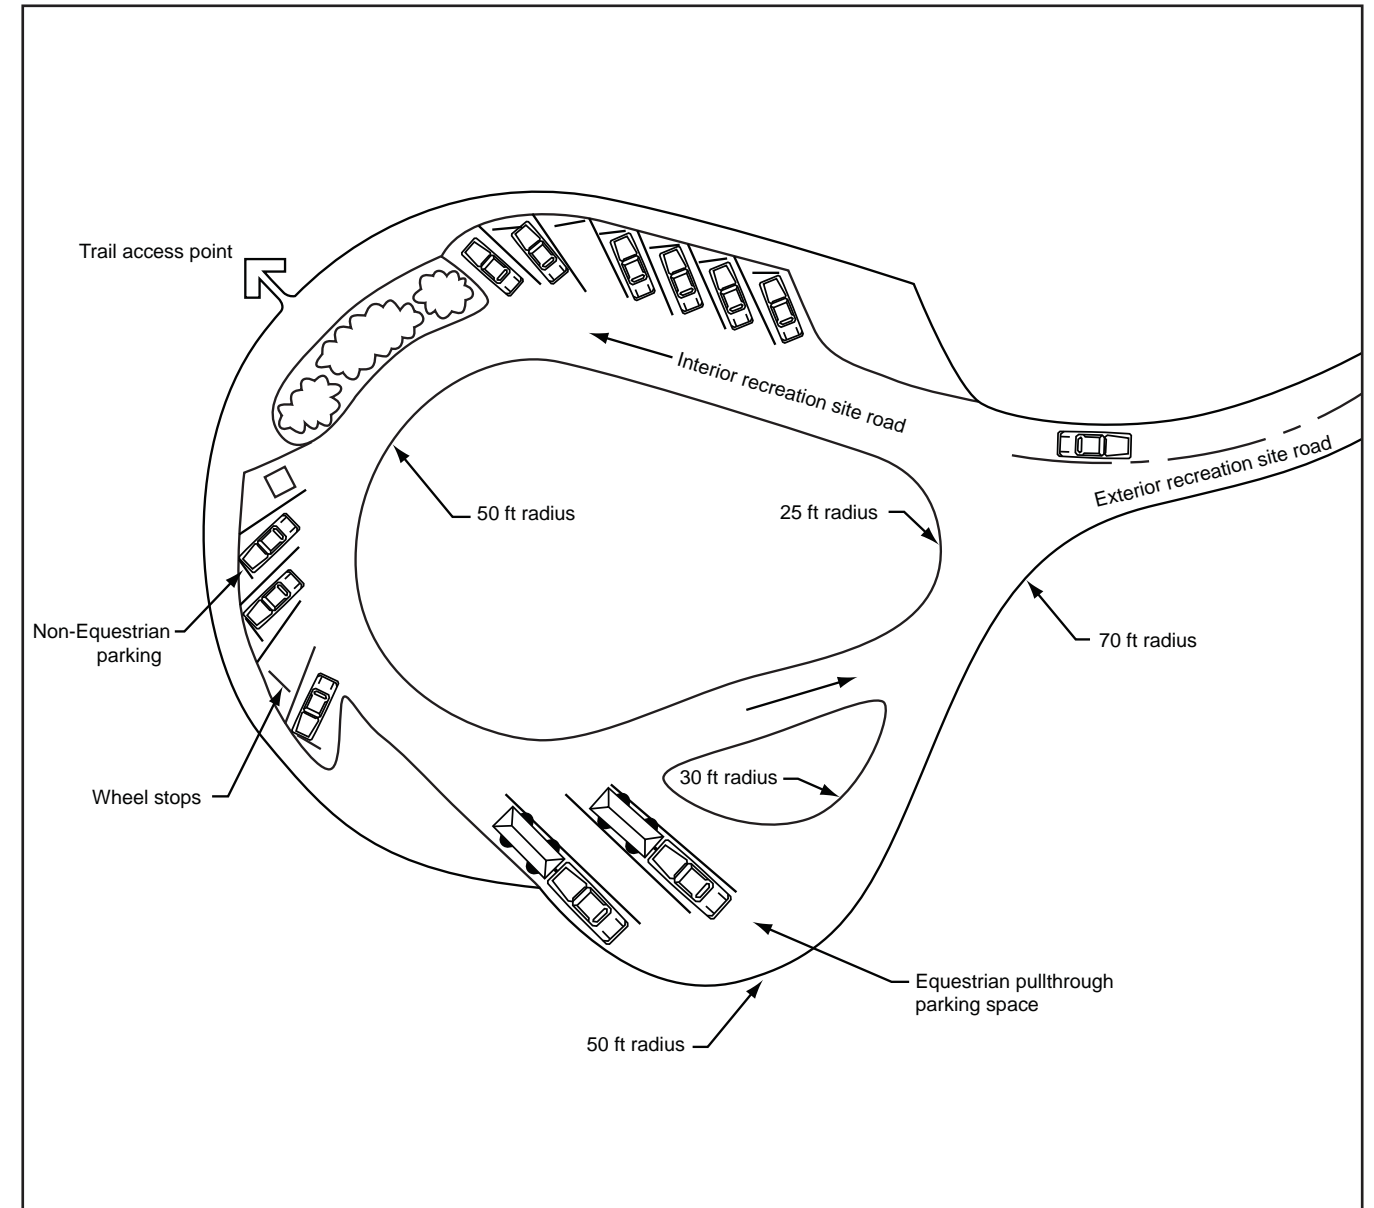 Trail access point
Interior recreation site road
Exterior recreation site road
50 ft radius
25 ft radius
Non-Equestrian
parking
70 ft radius
30 ft radius
Wheel stops
Equestrian pullthrough
parking space
50 ft radius